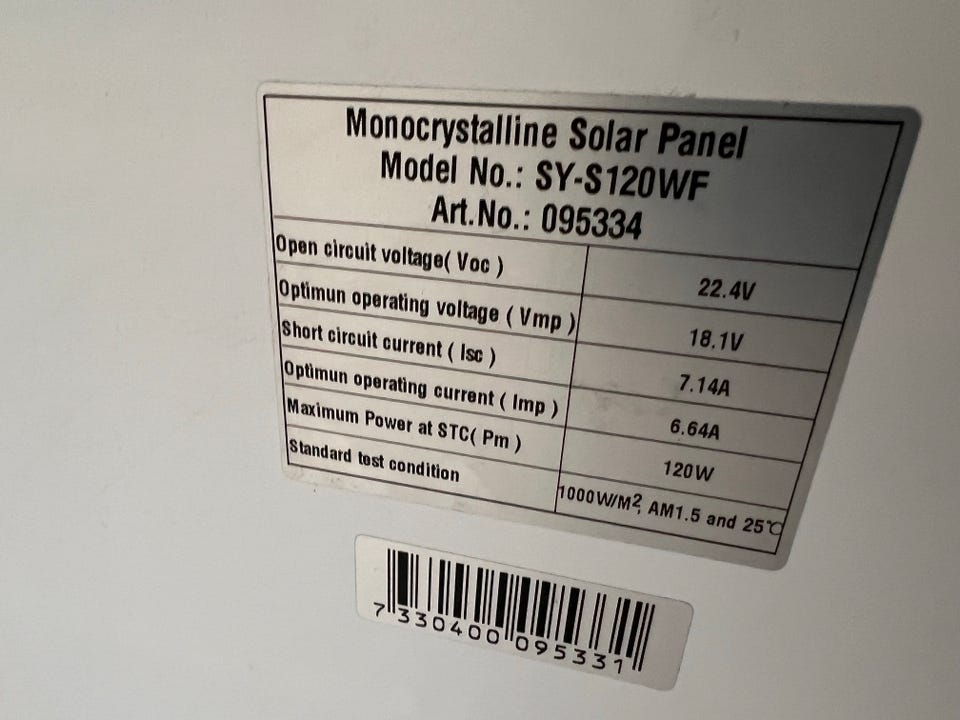 Monocrystalline Solar Panel
Model No.: SY-S120WF
Art.No.: 095334
Open circuit voltage( Voc ) 22.4V
Optimun operating voltage ( Vmp ) 18.1V
Short circuit current ( Isc ) 7.14A
Optimun operating current ( Imp ) 6.64A
Maximum Power at STC( Pm ) 120W
Standard test condition 1000W/M², AM1.5 and 25℃
7 330400 095331